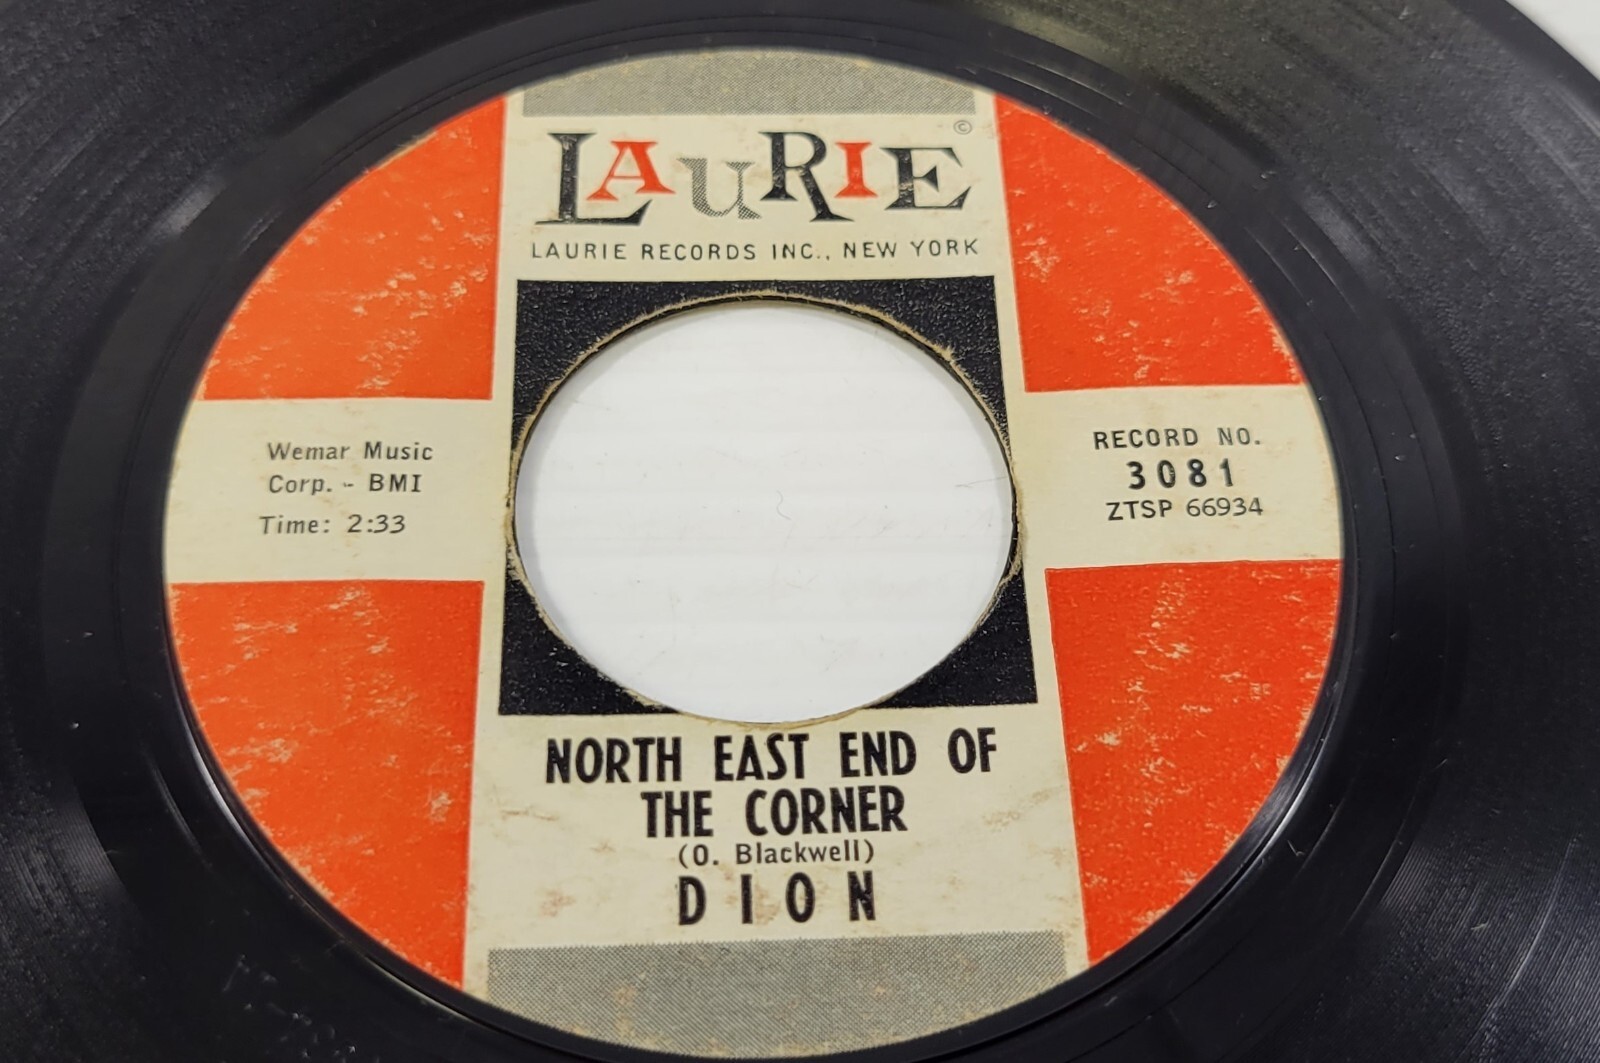 ©
LAuRIE
LAURIE RECORDS INC., NEW YORK
Wemar Music
Corp. - BMI
Time: 2:33
RECORD NO.
3081
ZTSP 66934
NORTH EAST END OF
THE CORNER
(O. Blackwell)
DION